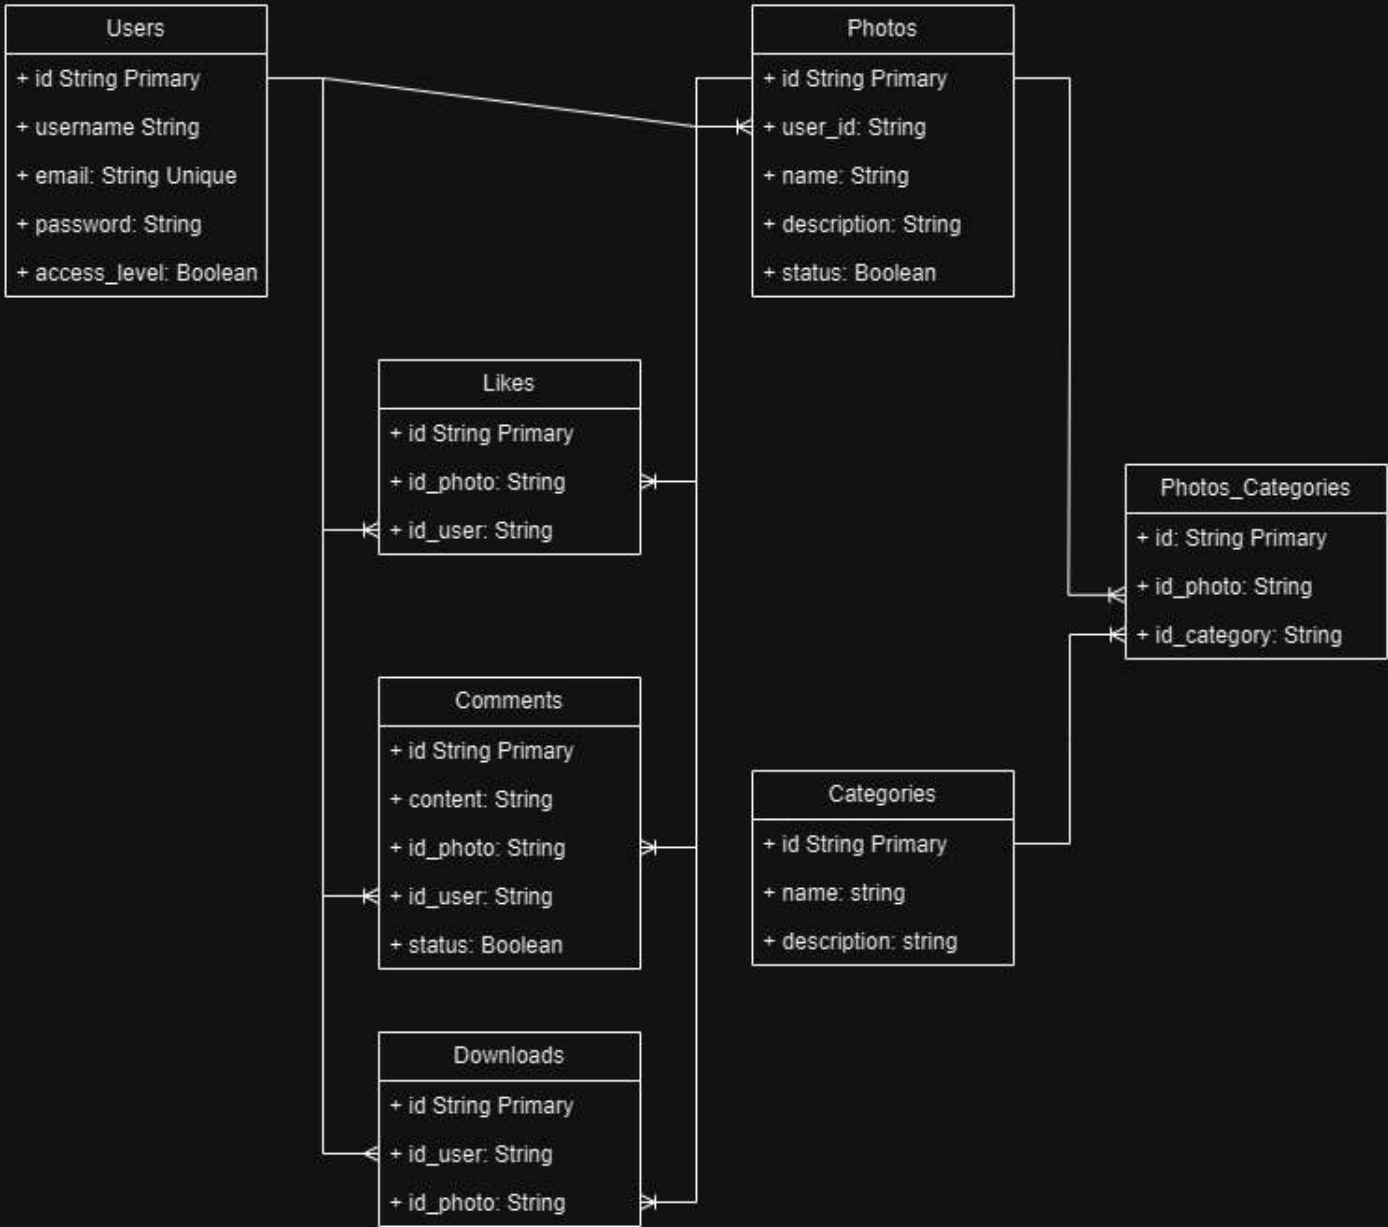 Users
+ id String Primary
+ username String
+ email: String Unique
+ password: String
+ access_level: Boolean
Photos
+ id String Primary
+ user_id: String
+ name: String
+ description: String
+ status: Boolean
Likes
+ id String Primary
+ id_photo: String
+ id_user: String
Photos_Categories
+ id: String Primary
+ id_photo: String
+ id_category: String
Comments
+ id String Primary
+ content: String
+ id_photo: String
+ id_user: String
+ status: Boolean
Categories
+ id String Primary
+ name: string
+ description: string
Downloads
+ id String Primary
+ id_user: String
+ id_photo: String